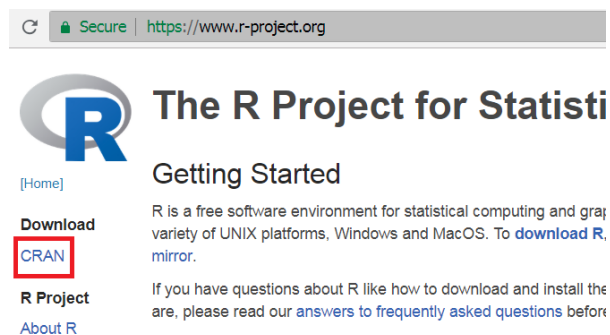 Secure | https://www.r-project.org
R
The R Project for Statisti
[Home]
Getting Started
Download
CRAN
R Project
About R
R is a free software environment for statistical computing and grap
variety of UNIX platforms, Windows and MacOS. To download R,
mirror.
If you have questions about R like how to download and install the
are, please read our answers to frequently asked questions before